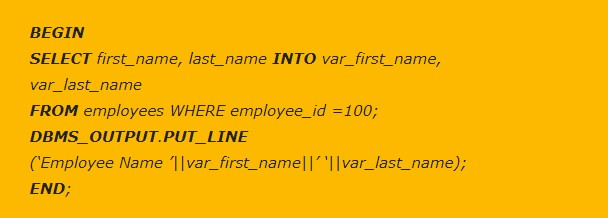 BEGIN
SELECT first_name, last_name INTO var_first_name,
var_last_name
FROM employees WHERE employee_id =100;
DBMS_OUTPUT.PUT_LINE
(‘Employee Name ’||var_first_name||’ ‘||var_last_name);
END;